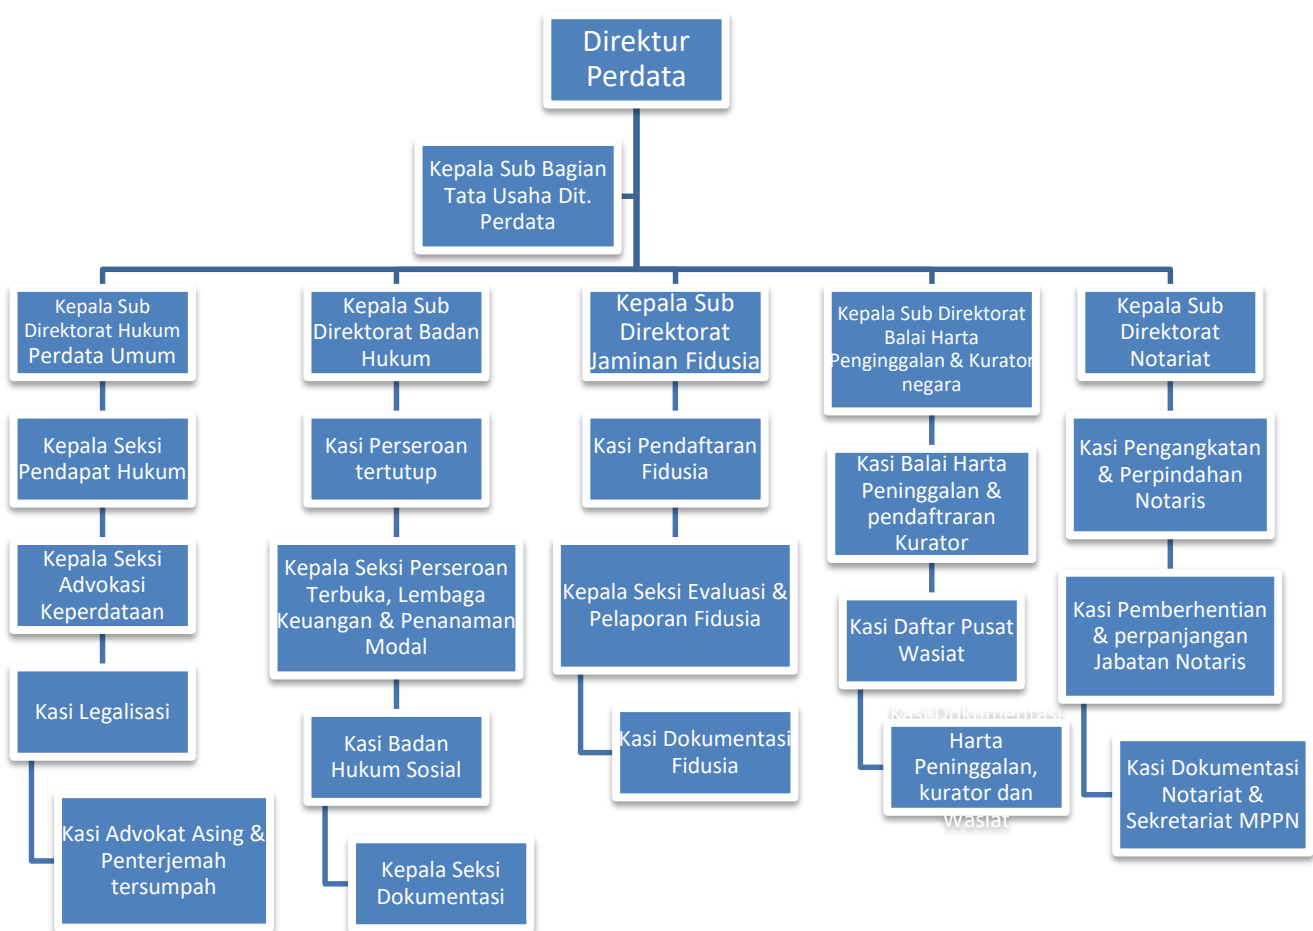 Direktur
Perdata
Kepala Sub Bagian
Tata Usaha Dit.
Perdata
Kepala Sub
Direktorat Hukum
Perdata Umum
Kepala Seksi
Pendapat Hukum
Kepala Seksi
Advokasi
Keperdataan
Kasi Legalisasi
Kasi Advokat Asing &
Penterjemah
tersumpah
Kepala Sub
Direktorat Badan
Hukum
Kasi Perseroan
tertutup
Kepala Seksi Perseroan
Terbuka, Lembaga
Keuangan & Penanaman
Modal
Kasi Badan
Hukum Sosial
Kepala Seksi
Dokumentasi
Kepala Sub
Direktorat
Jaminan Fidusia
Kasi Pendaftaran
Fidusia
Kepala Seksi Evaluasi &
Pelaporan Fidusia
Kasi Dokumentasi
Fidusia
Kepala Sub Direktorat
Balai Harta
Penginggalan & Kurator
negara
Kasi Balai Harta
Peninggalan &
pendaftraran
Kurator
Kasi Daftar Pusat
Wasiat
Kasi Dokumentasi
Harta
Peninggalan,
kurator dan
Wasiat
Kepala Sub
Direktorat
Notariat
Kasi Pengangkatan
& Perpindahan
Notaris
Kasi Pemberhentian
& perpanjangan
Jabatan Notaris
Kasi Dokumentasi
Notariat &
Sekretariat MPPN